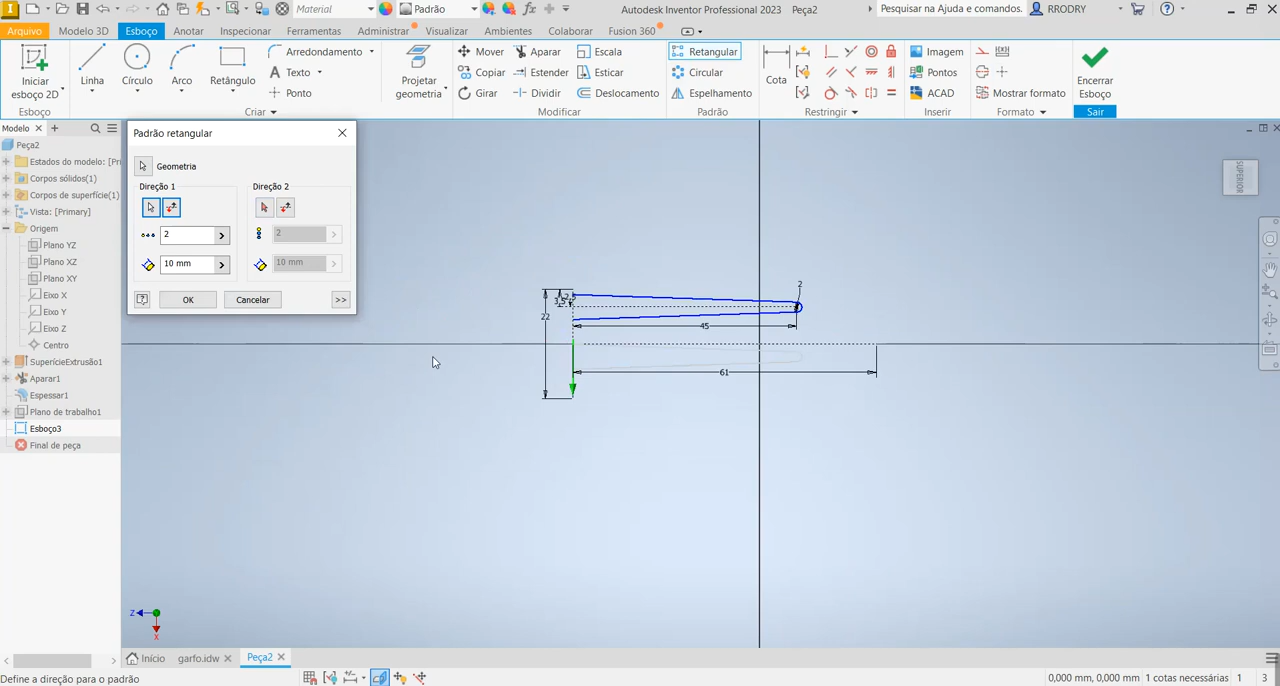 Material
Padrão
Autodesk Inventor Professional 2023 Peça2
Pesquisar na Ajuda e comandos.
RRODRY
Arquivo Modelo 3D Esboço Anotar Inspecionar Ferramentas Administrar Visualizar Ambientes Colaborar Fusion 360
Iniciar
esboço 2D
Linha
Círculo
Arco
Retângulo
Arredondamento
Texto
Ponto
Projetar
geometria
Mover
Copiar
Girar
Aparar
Estender
Dividir
Escala
Esticar
Deslocamento
Retangular
Circular
Espelhamento
Cota
Imagem
Pontos
ACAD
Mostrar formato
Encerrar
Esboço
Esboço Criar Modificar Padrão Restringir Inserir Formato Sair
Modelo
Padrão retangular
Geometria
Direção 1
Direção 2
2
2
10 mm
10 mm
OK
Cancelar
>>
Peça2
Estados do modelo: [Pri
Corpos sólidos(1)
Corpos de superfície(1)
Vista: [Primary]
Origem
Plano YZ
Plano XZ
Plano XY
Eixo X
Eixo Y
Eixo Z
Centro
SuperícieExtrusão1
Aparar1
Espessar1
Plano de trabalho1
Esboço3
Final de peça
SUPERIOR
2
3,5
2,5
22
45
61
Z
X
Início garfo.idw Peça2
Define a direção para o padrão
0,000 mm, 0,000 mm 1 cotas necessárias 1 3